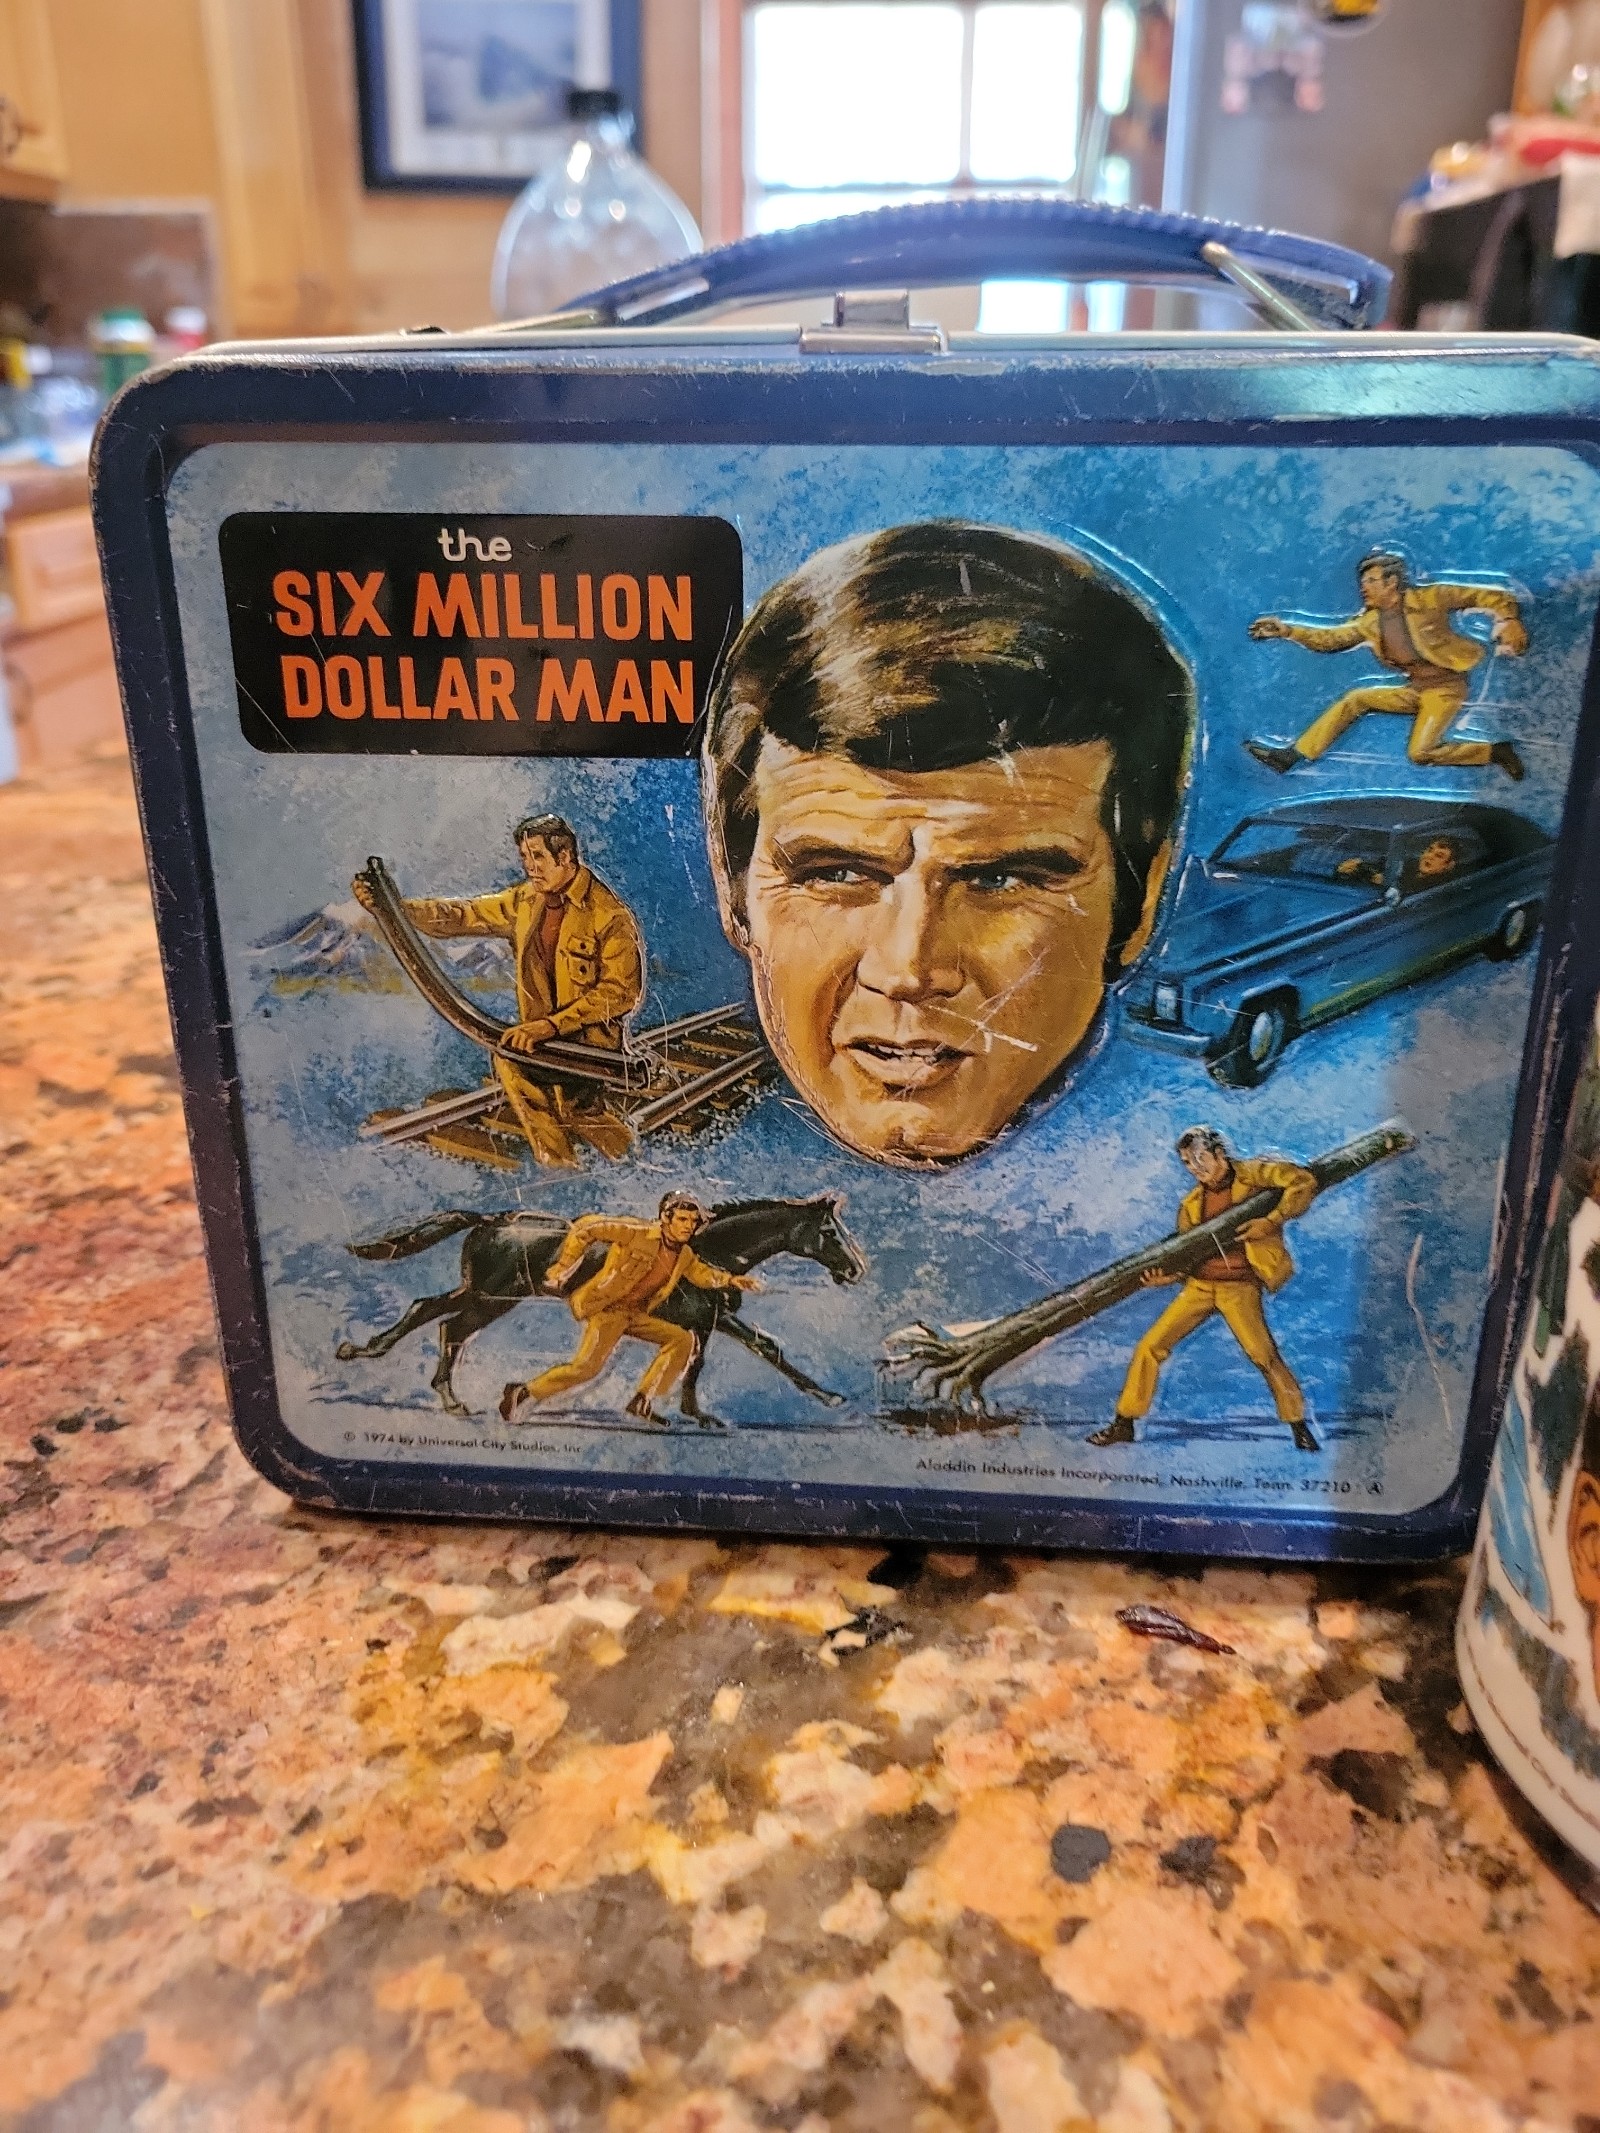 the
SIX MILLION
DOLLAR MAN
© 1974 by Universal City Studios, Inc
Aladdin Industries Incorporated, Nashville, Tenn. 37210 · Ⓐ